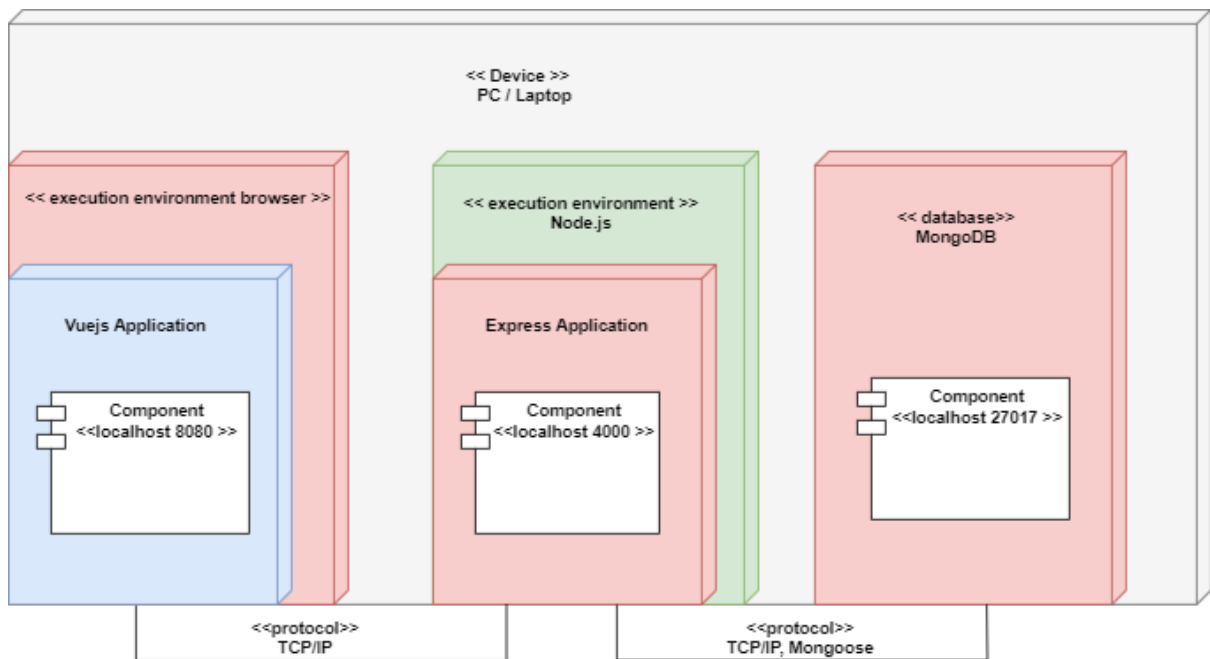 << Device >>
PC / Laptop
<< execution environment browser >>
<< execution environment >>
Node.js
<< database>>
MongoDB
Vuejs Application
Express Application
Component
<<localhost 8080 >>
Component
<<localhost 4000 >>
Component
<<localhost 27017 >>
<<protocol>>
TCP/IP
<<protocol>>
TCP/IP, Mongoose